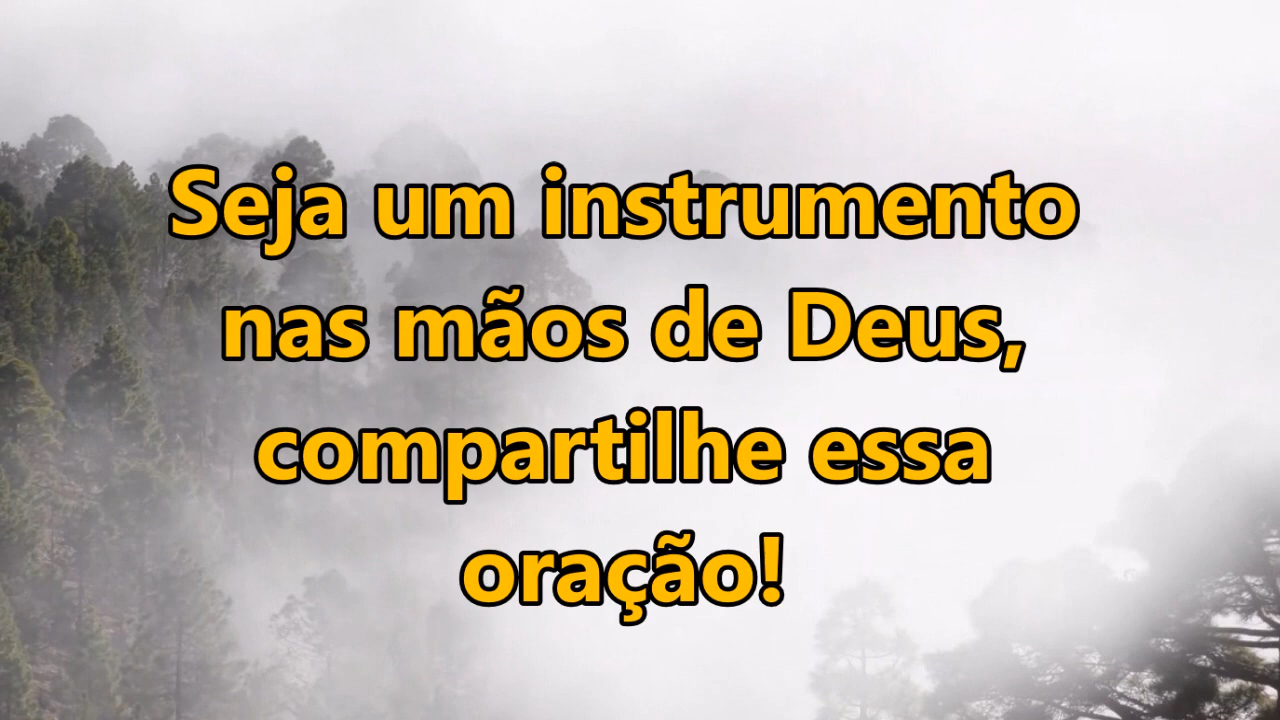 Seja um instrumento
nas mãos de Deus,
compartilhe essa
oração!